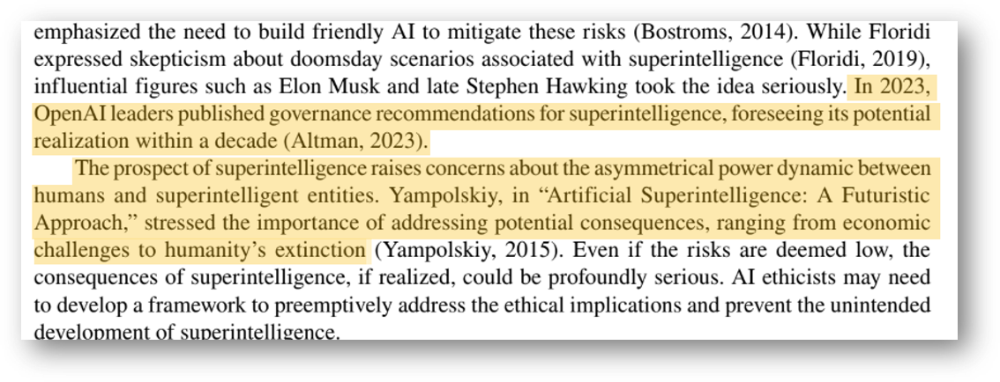 emphasized the need to build friendly AI to mitigate these risks (Bostroms, 2014). While Floridi
expressed skepticism about doomsday scenarios associated with superintelligence (Floridi, 2019),
influential figures such as Elon Musk and late Stephen Hawking took the idea seriously. In 2023,
OpenAI leaders published governance recommendations for superintelligence, foreseeing its potential
realization within a decade (Altman, 2023).
The prospect of superintelligence raises concerns about the asymmetrical power dynamic between
humans and superintelligent entities. Yampolskiy, in “Artificial Superintelligence: A Futuristic
Approach,” stressed the importance of addressing potential consequences, ranging from economic
challenges to humanity’s extinction (Yampolskiy, 2015). Even if the risks are deemed low, the
consequences of superintelligence, if realized, could be profoundly serious. AI ethicists may need
to develop a framework to preemptively address the ethical implications and prevent the unintended
development of superintelligence.